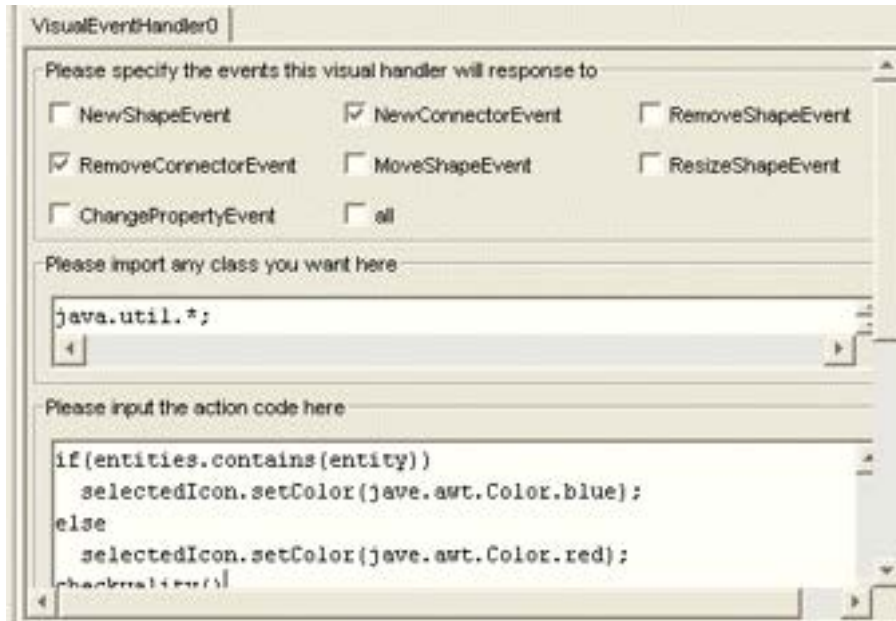 VisualEventHandler0
Please specify the events this visual handler will response to
NewShapeEvent NewConnectorEvent RemoveShapeEvent
RemoveConnectorEvent MoveShapeEvent ResizeShapeEvent
ChangePropertyEvent all
Please import any class you want here
java.util.*;
Please input the action code here
if(entities.contains(entity))
selectedIcon.setColor(jave.awt.Color.blue);
else
selectedIcon.setColor(jave.awt.Color.red);